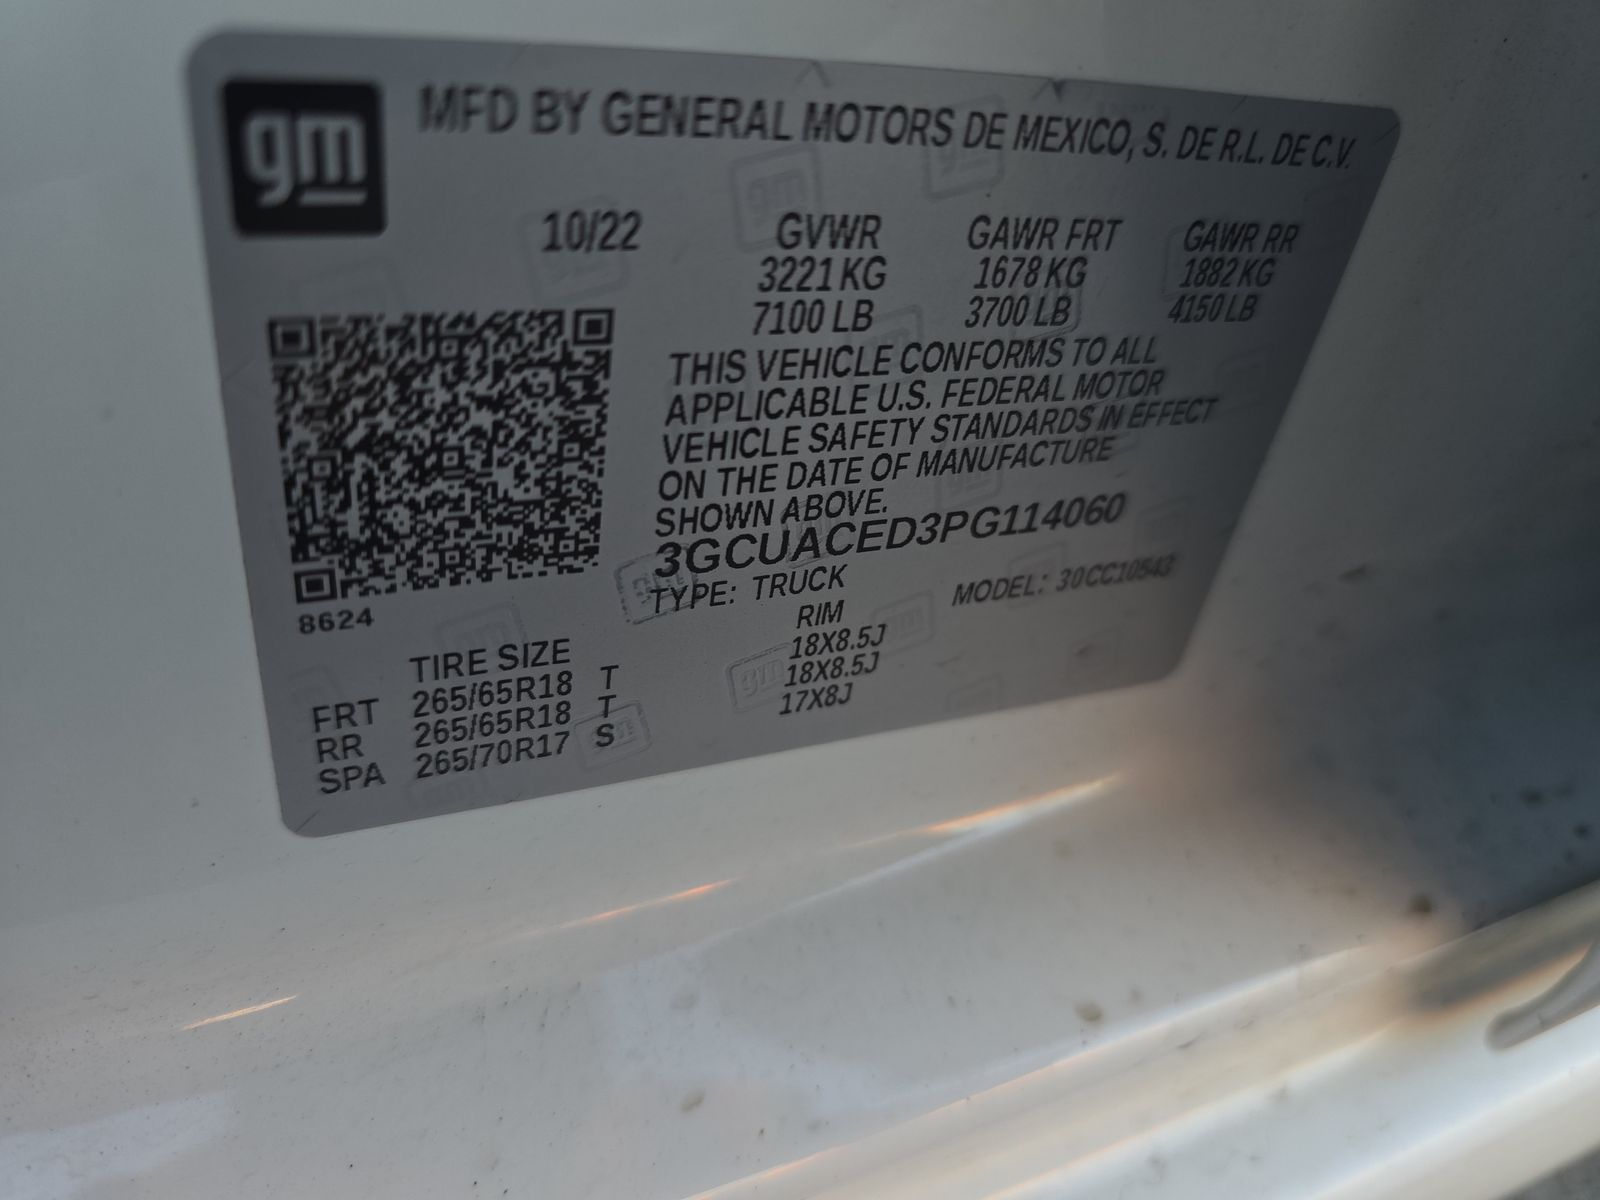 gm
MFD BY GENERAL MOTORS DE MEXICO, S. DE R.L. DE C.V.
10/22 GVWR GAWR FRT GAWR RR
3221 KG 1678 KG 1882 KG
7100 LB 3700 LB 4150 LB
THIS VEHICLE CONFORMS TO ALL
APPLICABLE U.S. FEDERAL MOTOR
VEHICLE SAFETY STANDARDS IN EFFECT
ON THE DATE OF MANUFACTURE
SHOWN ABOVE.
3GCUACED3PG114060
TYPE: TRUCK MODEL: 30CC10543
8624
TIRE SIZE RIM
FRT 265/65R18 T 18X8.5J
RR 265/65R18 T 18X8.5J
SPA 265/70R17 S 17X8J